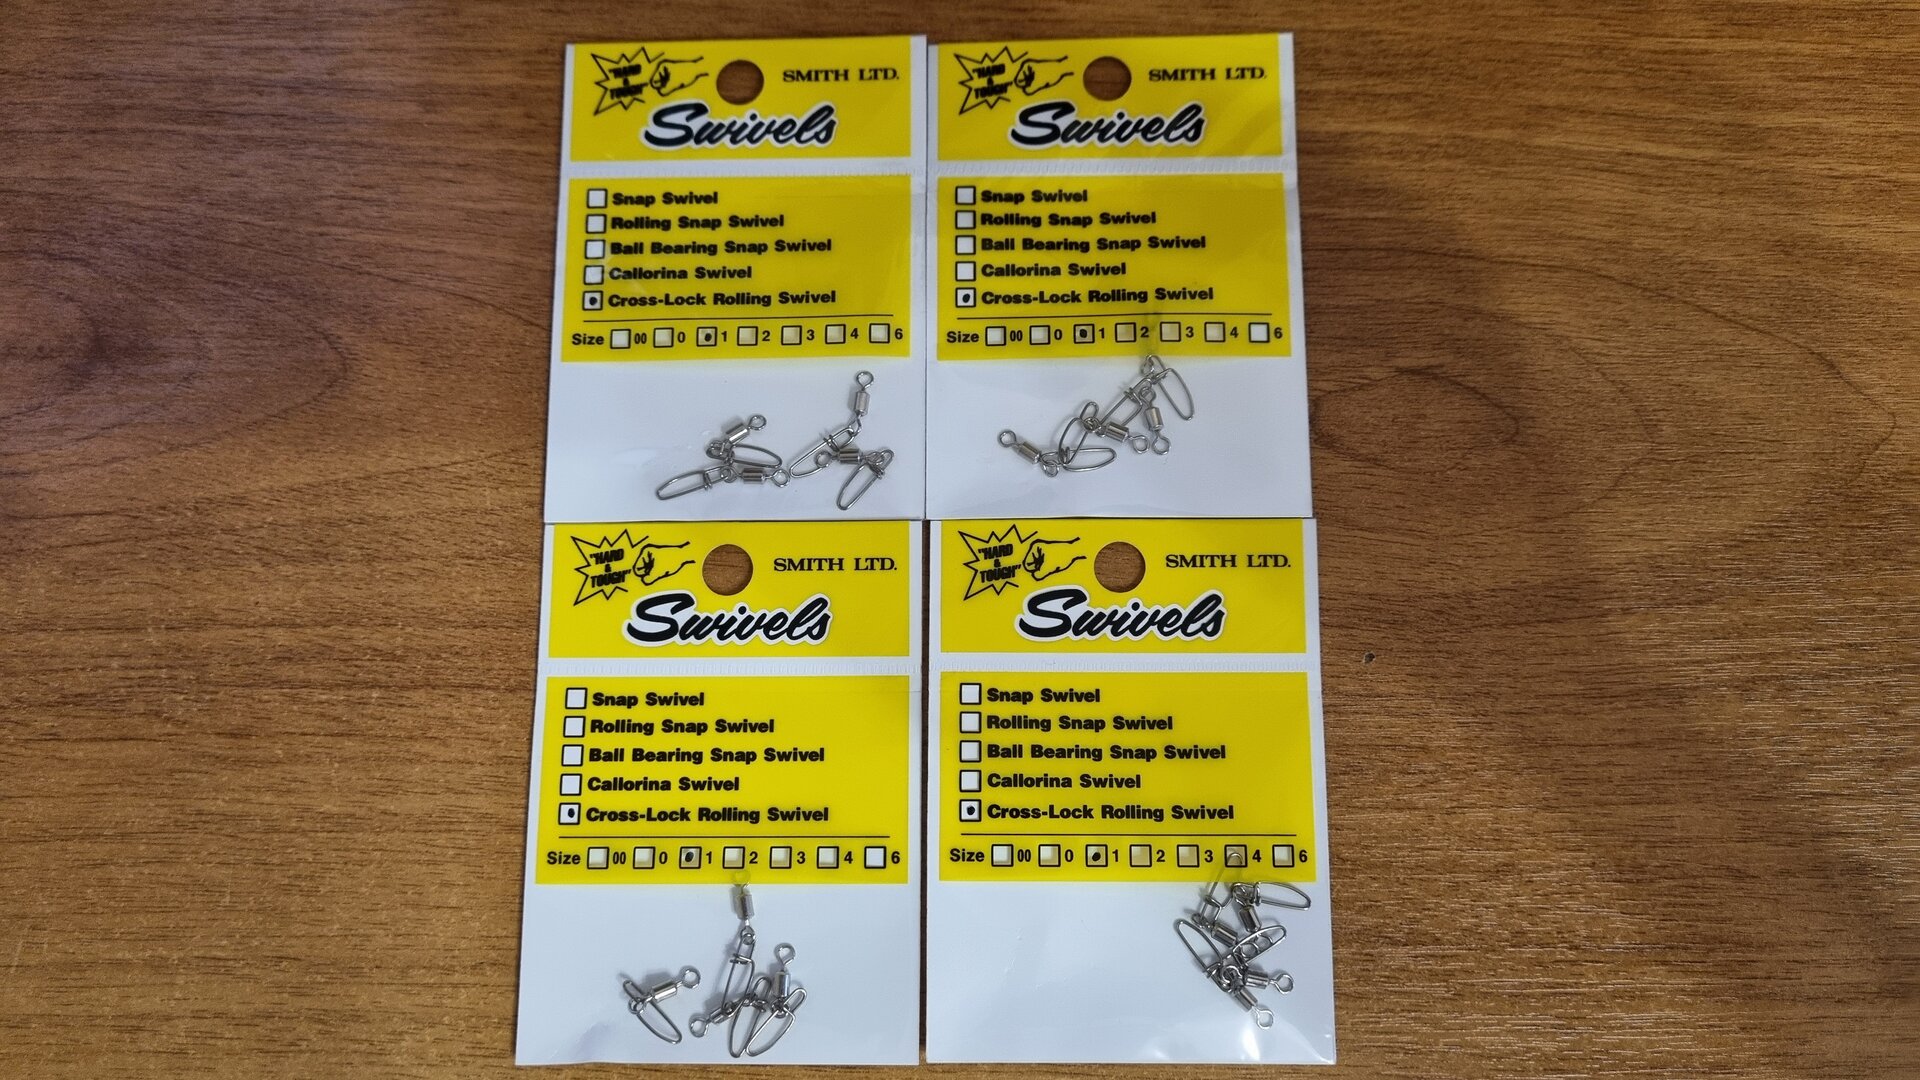 "HARD
&
TOUGH"
SMITH LTD.
Swivels
Snap Swivel
Rolling Snap Swivel
Ball Bearing Snap Swivel
Callorina Swivel
Cross-Lock Rolling Swivel
Size 00 0 1 2 3 4 6
"HARD
&
TOUGH"
SMITH LTD.
Swivels
Snap Swivel
Rolling Snap Swivel
Ball Bearing Snap Swivel
Callorina Swivel
Cross-Lock Rolling Swivel
Size 00 0 1 2 3 4 6
"HARD
&
TOUGH"
SMITH LTD.
Swivels
Snap Swivel
Rolling Snap Swivel
Ball Bearing Snap Swivel
Callorina Swivel
Cross-Lock Rolling Swivel
Size 00 0 1 2 3 4 6
"HARD
&
TOUGH"
SMITH LTD.
Swivels
Snap Swivel
Rolling Snap Swivel
Ball Bearing Snap Swivel
Callorina Swivel
Cross-Lock Rolling Swivel
Size 00 0 1 2 3 4 6